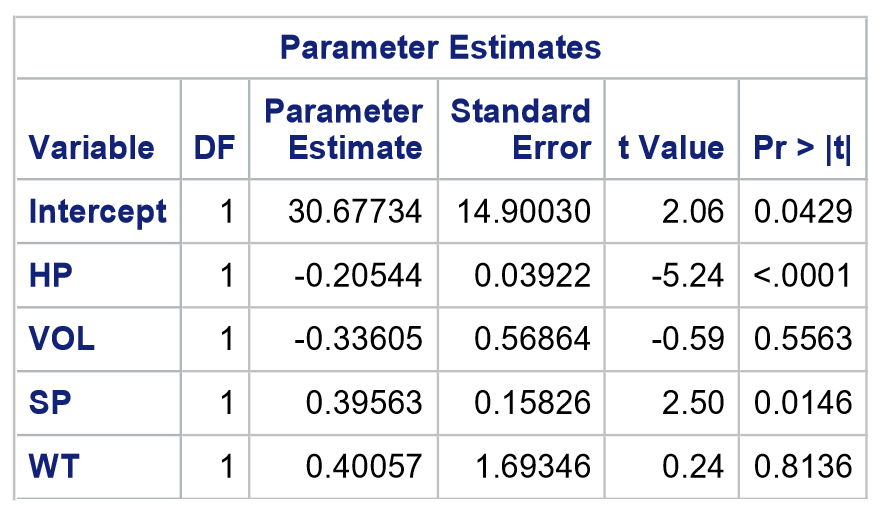 Parameter Estimates
Variable DF Parameter Estimate Standard Error t Value Pr > |t|
Intercept 1 30.67734 14.90030 2.06 0.0429
HP 1 -0.20544 0.03922 -5.24 <.0001
VOL 1 -0.33605 0.56864 -0.59 0.5563
SP 1 0.39563 0.15826 2.50 0.0146
WT 1 0.40057 1.69346 0.24 0.8136